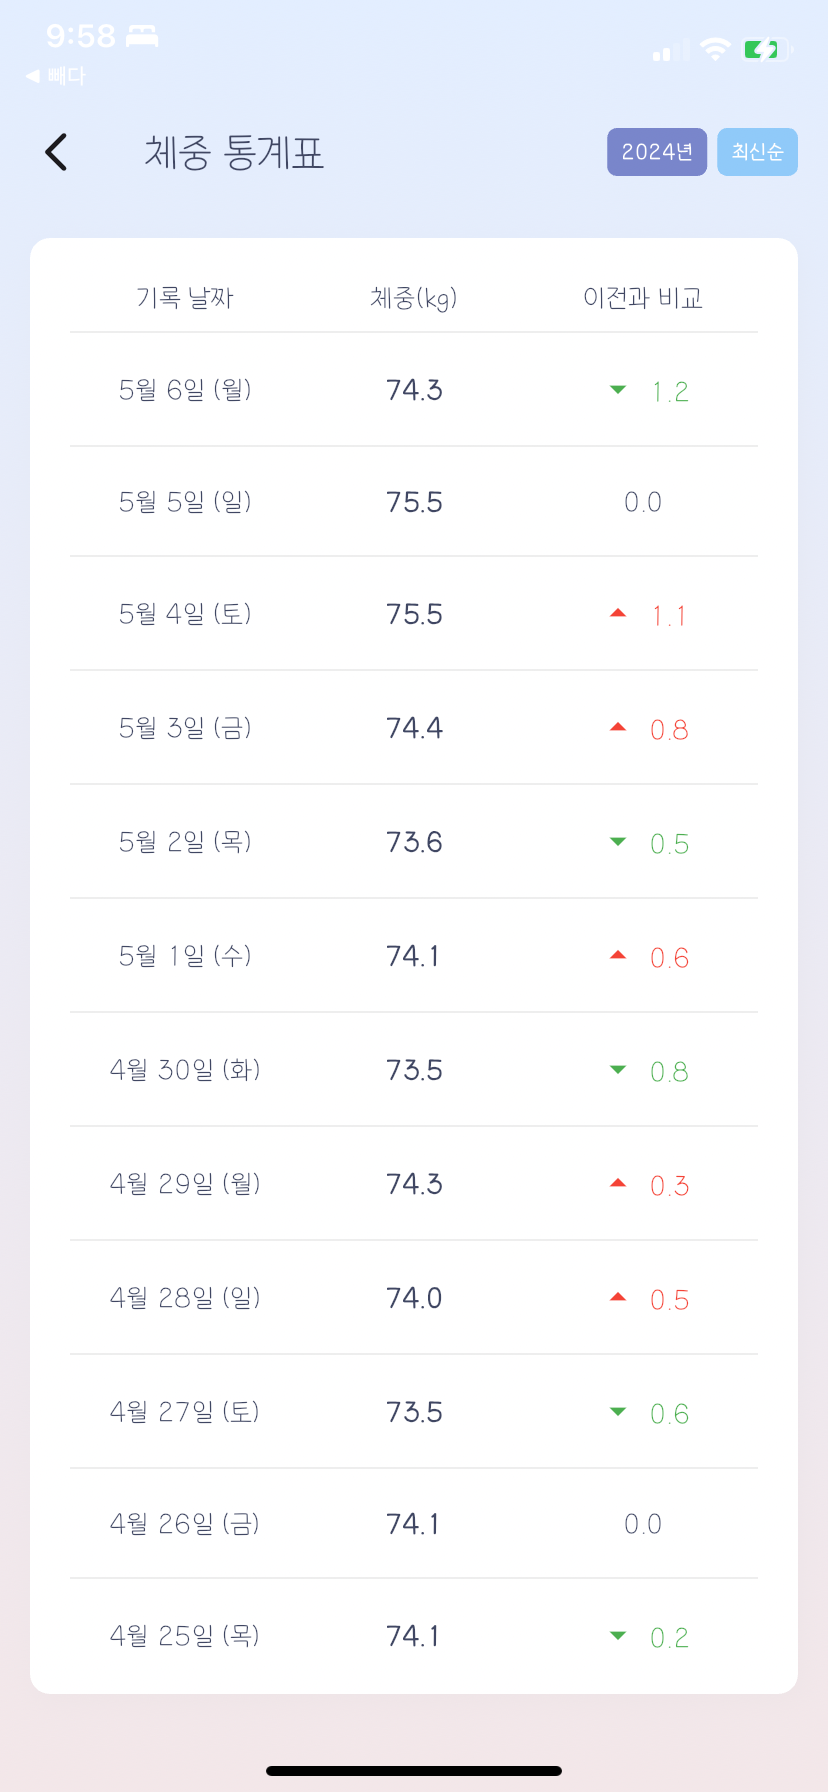 9:58
◀ 빼다
체중 통계표 2024년 최신순
기록 날짜 체중(kg) 이전과 비교
5월 6일 (월) 74.3 ▼ 1.2
5월 5일 (일) 75.5 0.0
5월 4일 (토) 75.5 ▲ 1.1
5월 3일 (금) 74.4 ▲ 0.8
5월 2일 (목) 73.6 ▼ 0.5
5월 1일 (수) 74.1 ▲ 0.6
4월 30일 (화) 73.5 ▼ 0.8
4월 29일 (월) 74.3 ▲ 0.3
4월 28일 (일) 74.0 ▲ 0.5
4월 27일 (토) 73.5 ▼ 0.6
4월 26일 (금) 74.1 0.0
4월 25일 (목) 74.1 ▼ 0.2